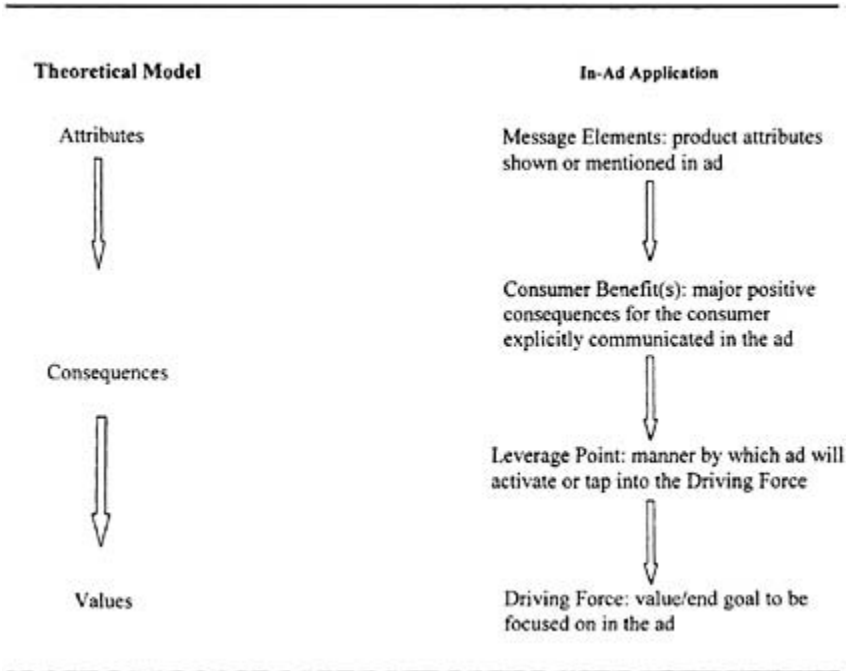 Theoretical Model
Attributes
Consequences
Values
In-Ad Application
Message Elements: product attributes
shown or mentioned in ad
Consumer Benefit(s): major positive
consequences for the consumer
explicitly communicated in the ad
Leverage Point: manner by which ad will
activate or tap into the Driving Force
Driving Force: value/end goal to be
focused on in the ad